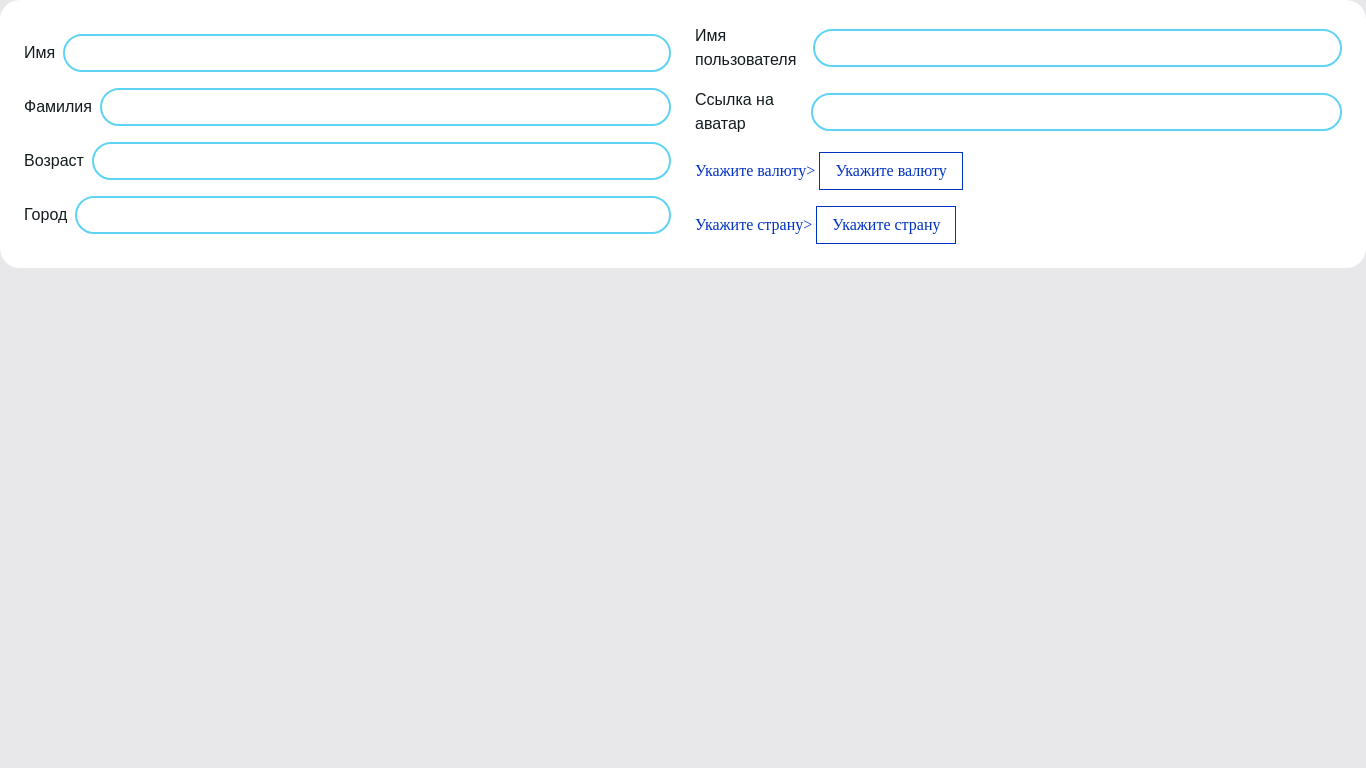 Имя
Фамилия
Возраст
Город
Имя
пользователя
Ссылка на
аватар
Укажите валюту> Укажите валюту
Укажите страну> Укажите страну